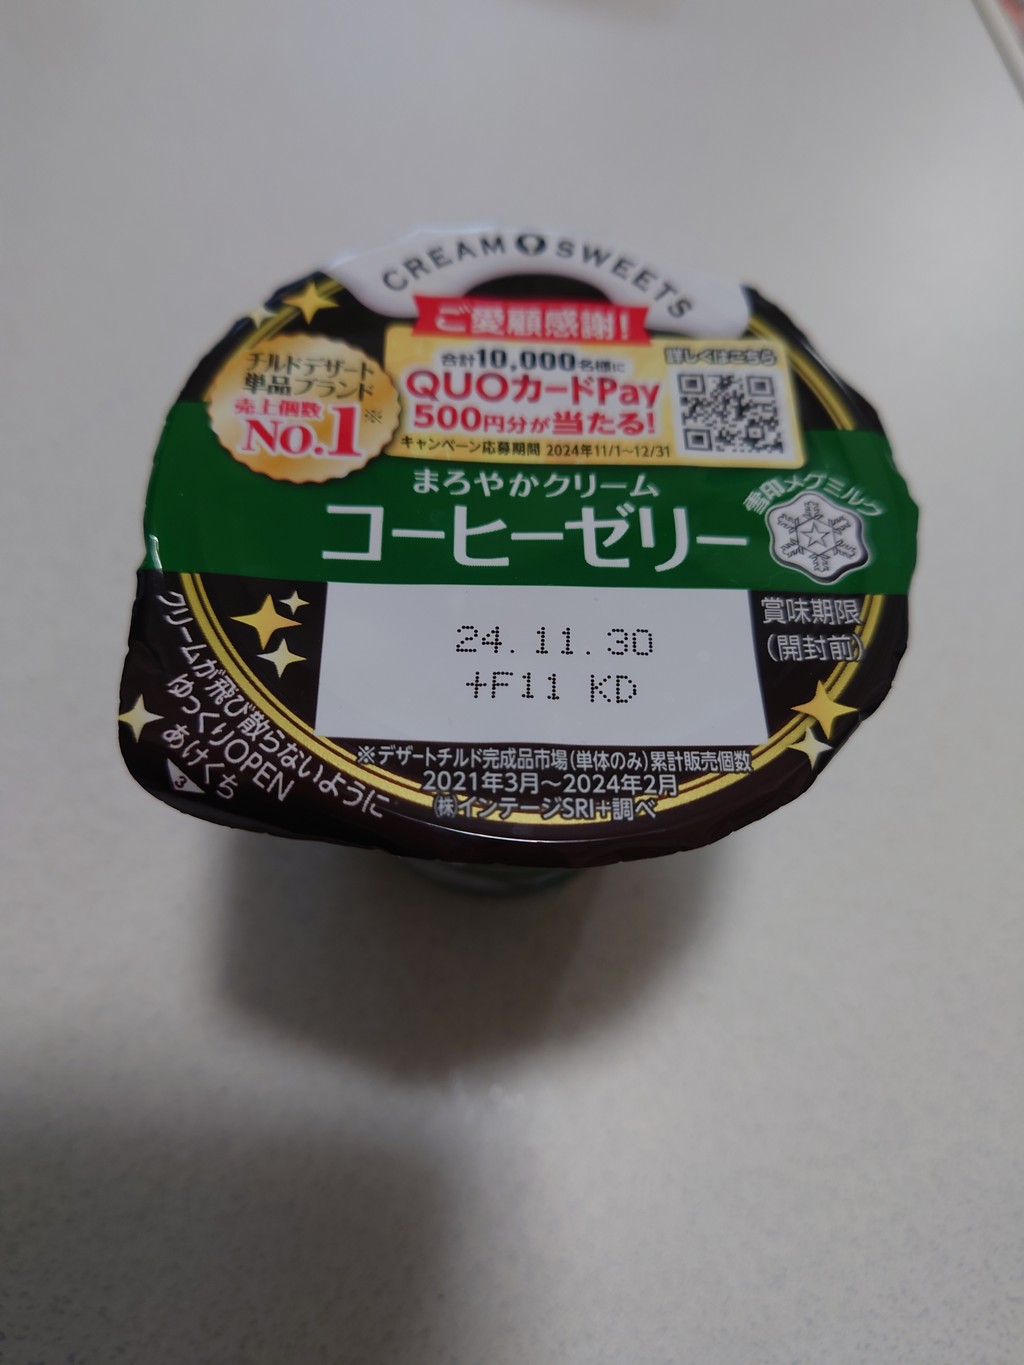 CREAM SWEETS
ご愛顧感謝!
チルドデザート
単品ブランド
売上個数
No.1※
合計10,000名様に
QUOカードPay
500円分が当たる!
キャンペーン応募期間 2024年11/1~12/31
詳しくはこちら
まろやかクリーム
コーヒーゼリー
雪印メグミルク
24.11.30
+F11 KD
賞味期限
(開封前)
クリームが飛び散らないように
ゆっくりOPEN
あけくち
3
※デザートチルド完成品市場(単体のみ)累計販売個数
2021年3月~2024年2月
㈱インテージSRI+調べ